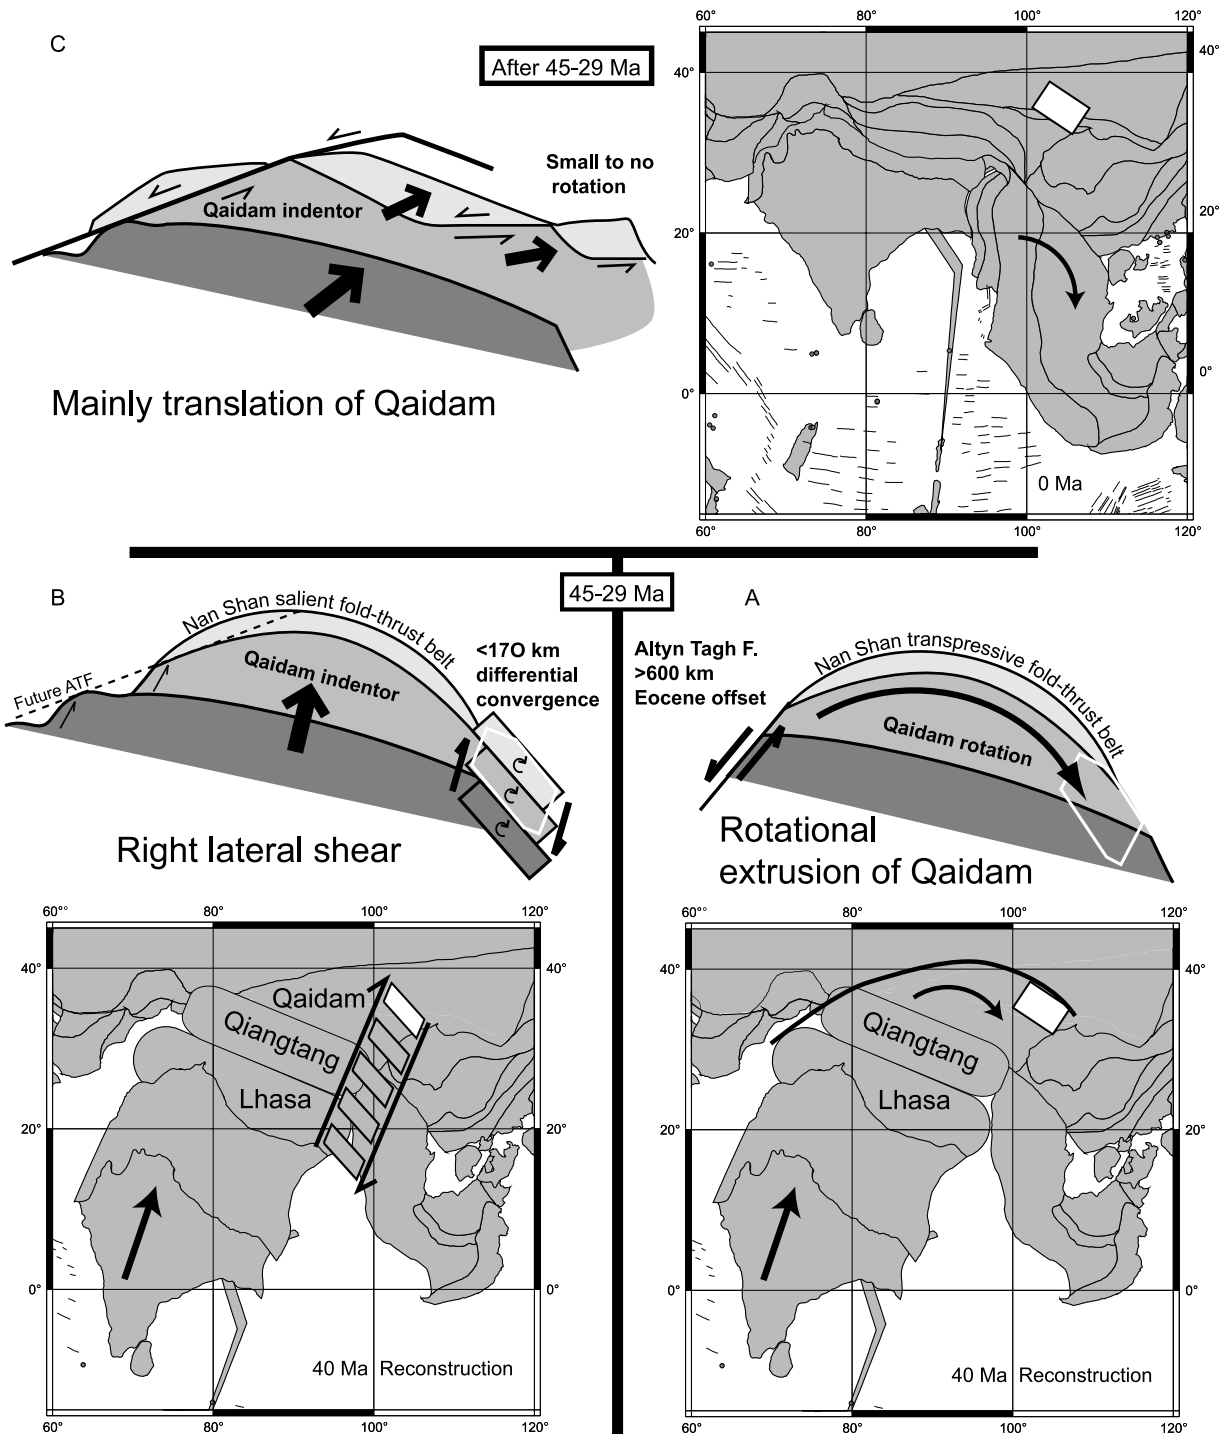 C
After 45-29 Ma
Small to no
rotation
Qaidam indentor
Mainly translation of Qaidam
60°
80°
100°
120°
40°
40°
20°
20°
0°
0°
0 Ma
60°
80°
100°
120°
45-29 Ma
B
Nan Shan salient fold-thrust belt
Future ATF
Qaidam indentor
<17O km
differential
convergence
Right lateral shear
60°°
80°
100°
120°
40°
40°
Qaidam
Qiangtang
Lhasa
20°
20°
0°
0°
40 Ma Reconstruction
60°
80°
100°
120°
A
Altyn Tagh F.
>600 km
Eocene offset
Nan Shan transpressive fold-thrust belt
Qaidam rotation
Rotational
extrusion of Qaidam
60°°
80°
100°
120°
40°
40°
Qiangtang
Lhasa
20°
20°
0°
0°
40 Ma Reconstruction
60°
80°
100°
120°